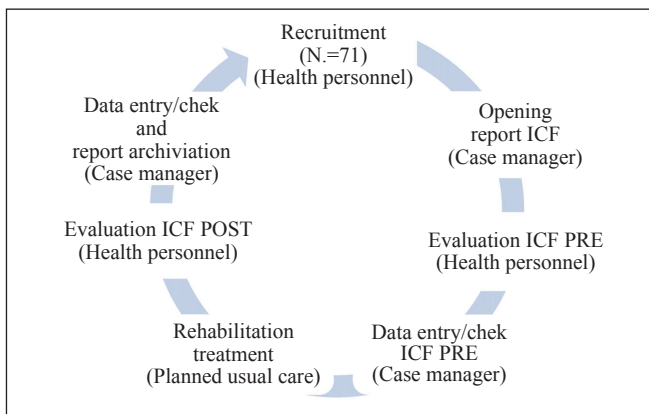 Recruitment
(N.=71)
(Health personnel)
Opening
report ICF
(Case manager)
Evaluation ICF PRE
(Health personnel)
Data entry/chek
ICF PRE
(Case manager)
Rehabilitation
treatment
(Planned usual care)
Evaluation ICF POST
(Health personnel)
Data entry/chek
and
report archiviation
(Case manager)